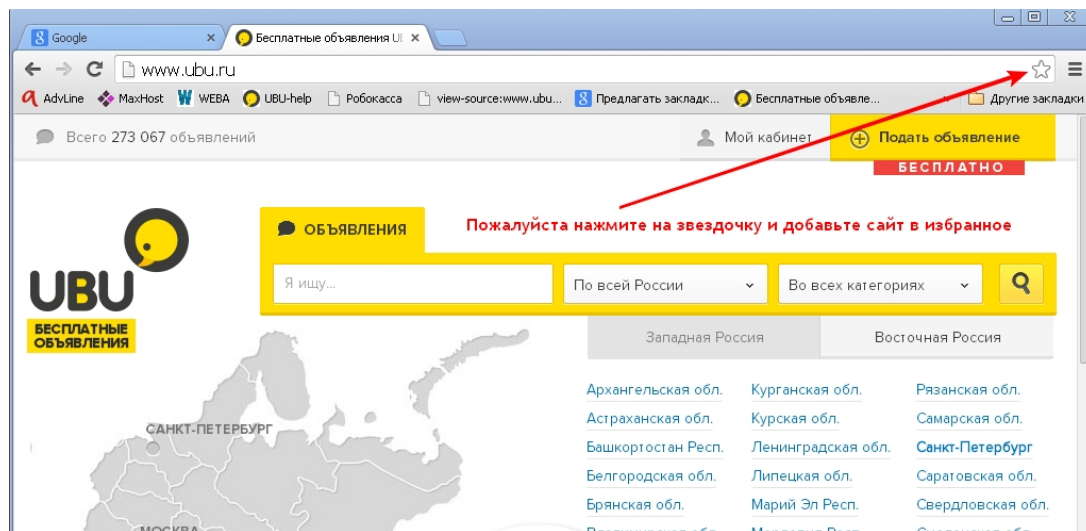 Google
Бесплатные объявления UE
www.ubu.ru
AdvLine MaxHost WEBA UBU-help Робокасса view-source:www.ubu... Предлагать закладк... Бесплатные объявле... » Другие закладки
Всего 273 067 объявлений
Мой кабинет
Подать объявление
БЕСПЛАТНО
ОБЪЯВЛЕНИЯ
Пожалуйста нажмите на звездочку и добавьте сайт в избранное
UBU
БЕСПЛАТНЫЕ
ОБЪЯВЛЕНИЯ
Я ищу...
По всей России
Во всех категориях
Западная Россия
Восточная Россия
САНКТ-ПЕТЕРБУРГ
МОСКВА
Архангельская обл. Курганская обл. Рязанская обл.
Астраханская обл. Курская обл. Самарская обл.
Башкортостан Респ. Ленинградская обл. Санкт-Петербург
Белгородская обл. Липецкая обл. Саратовская обл.
Брянская обл. Марий Эл Респ. Свердловская обл.